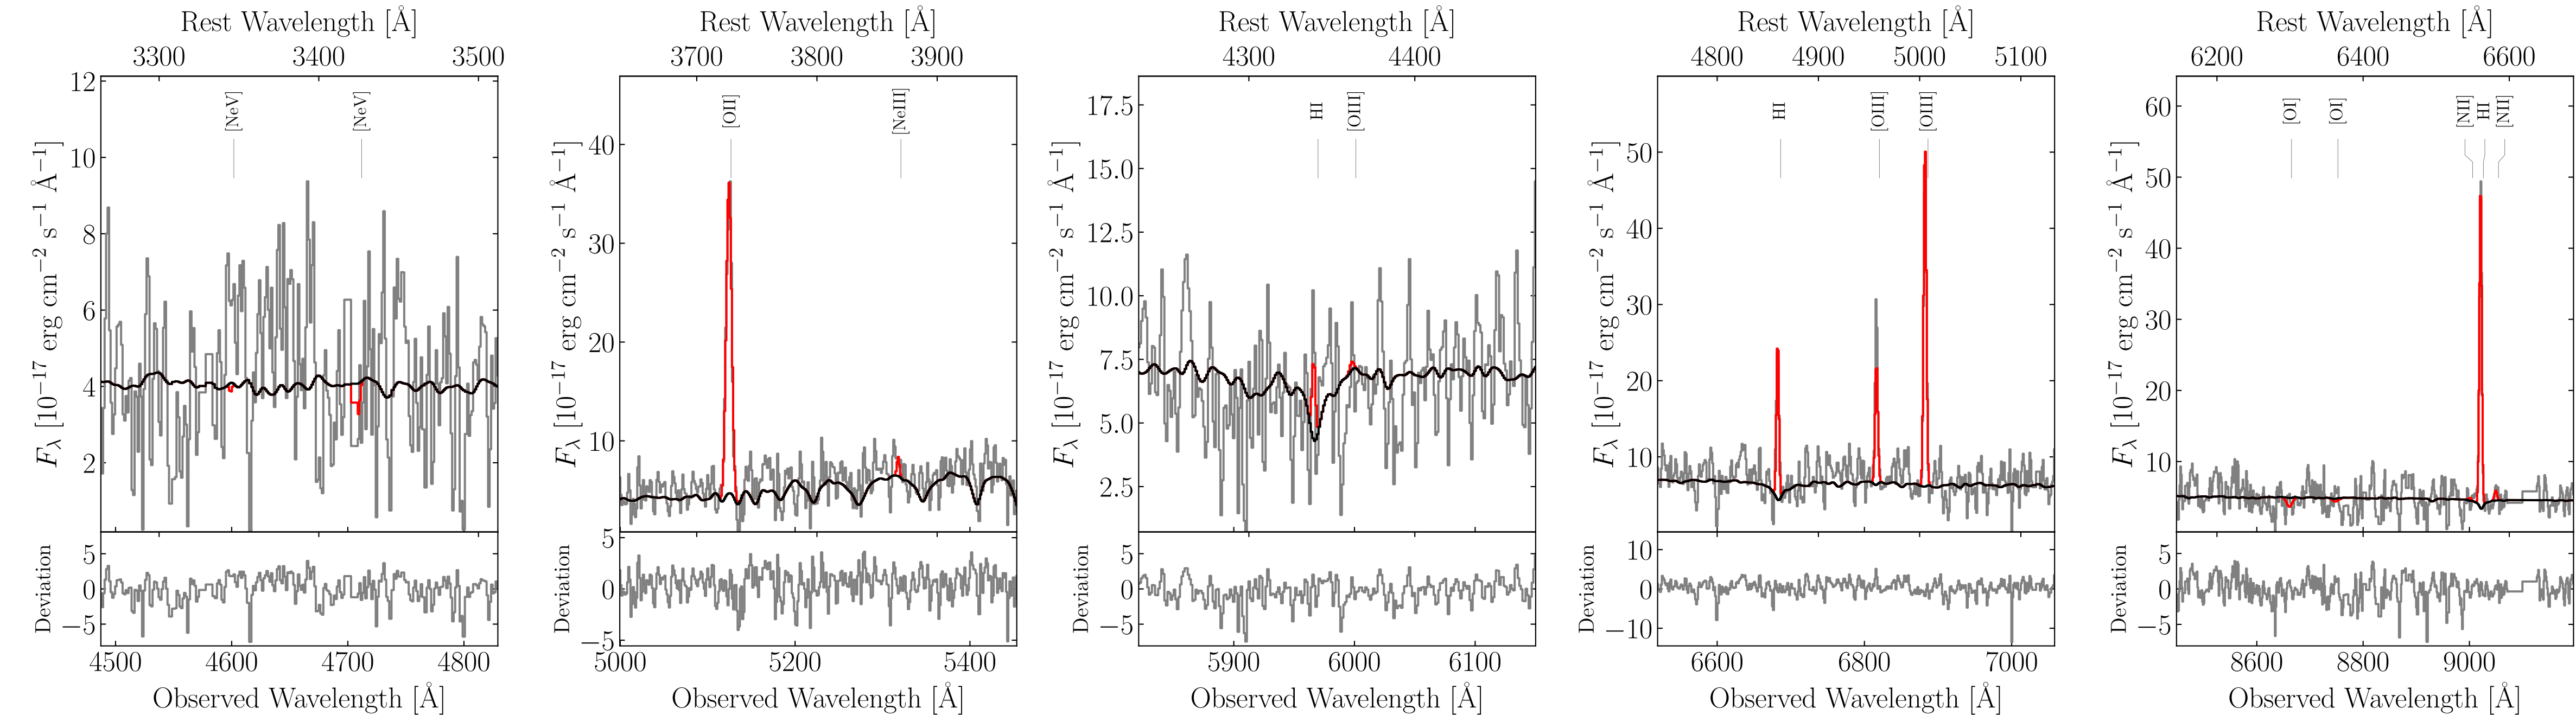 Rest Wavelength [Å]
3300 3400 3500
12
10
8
6
4
2
F_λ [10⁻¹⁷ erg cm⁻² s⁻¹ Å⁻¹]
[NeV] [NeV]
5
0
−5
Deviation
4500 4600 4700 4800
Observed Wavelength [Å]
Rest Wavelength [Å]
3700 3800 3900
40
30
20
10
F_λ [10⁻¹⁷ erg cm⁻² s⁻¹ Å⁻¹]
[OII] [NeIII]
5
0
−5
Deviation
5000 5200 5400
Observed Wavelength [Å]
Rest Wavelength [Å]
4300 4400
17.5
15.0
12.5
10.0
7.5
5.0
2.5
F_λ [10⁻¹⁷ erg cm⁻² s⁻¹ Å⁻¹]
HI [OIII]
5
0
−5
Deviation
5900 6000 6100
Observed Wavelength [Å]
Rest Wavelength [Å]
4800 4900 5000 5100
50
40
30
20
10
F_λ [10⁻¹⁷ erg cm⁻² s⁻¹ Å⁻¹]
HI [OIII] [OIII]
10
0
−10
Deviation
6600 6800 7000
Observed Wavelength [Å]
Rest Wavelength [Å]
6200 6400 6600
60
50
40
30
20
10
F_λ [10⁻¹⁷ erg cm⁻² s⁻¹ Å⁻¹]
[OI] [OI] [NII] HI [NII]
5
0
−5
Deviation
8600 8800 9000
Observed Wavelength [Å]